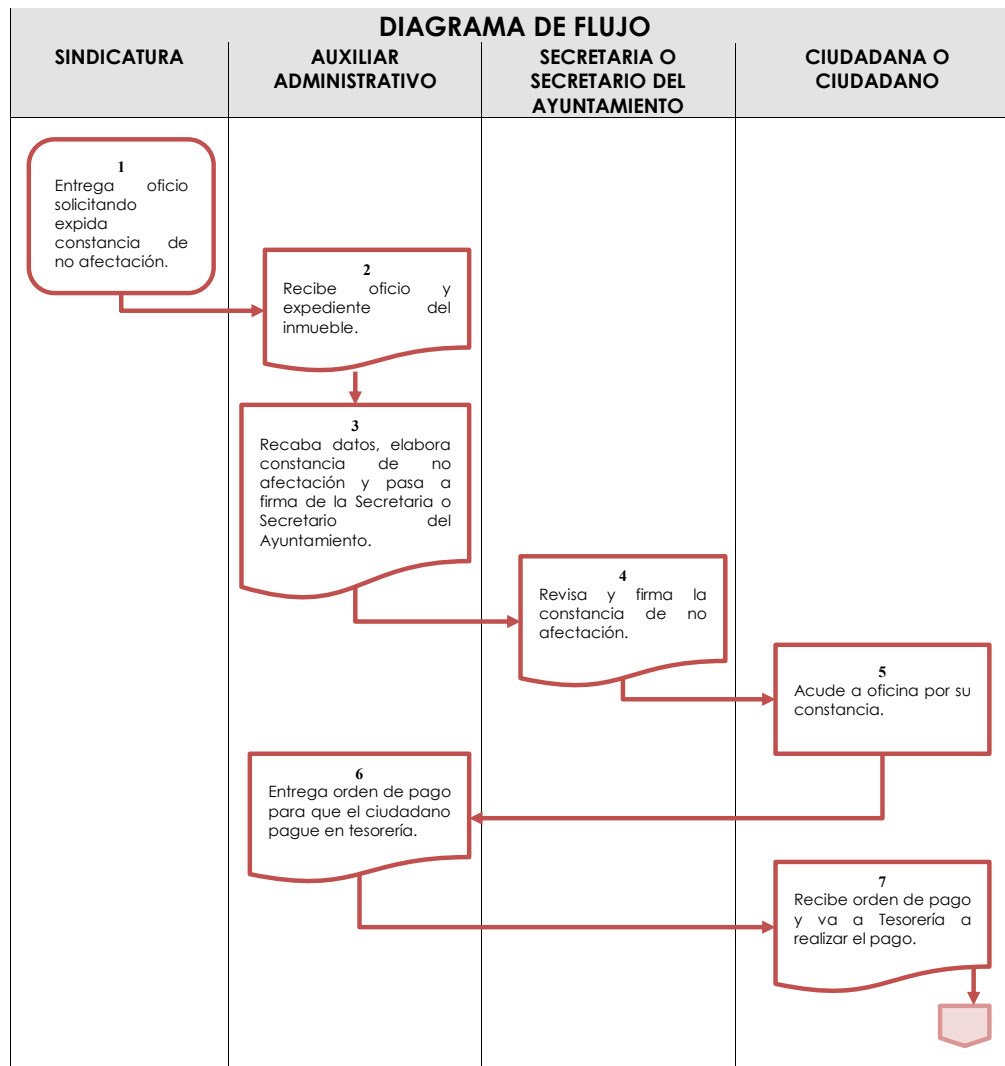 DIAGRAMA DE FLUJO
SINDICATURA
AUXILIAR
ADMINISTRATIVO
SECRETARIA O
SECRETARIO DEL
AYUNTAMIENTO
CIUDADANA O
CIUDADANO
1
Entrega oficio
solicitando
expida
constancia de
no afectación.
2
Recibe oficio y
expediente del
inmueble.
3
Recaba datos, elabora
constancia de no
afectación y pasa a
firma de la Secretaria o
Secretario del
Ayuntamiento.
4
Revisa y firma la
constancia de no
afectación.
5
Acude a oficina por su
constancia.
6
Entrega orden de pago
para que el ciudadano
pague en tesorería.
7
Recibe orden de pago
y va a Tesorería a
realizar el pago.